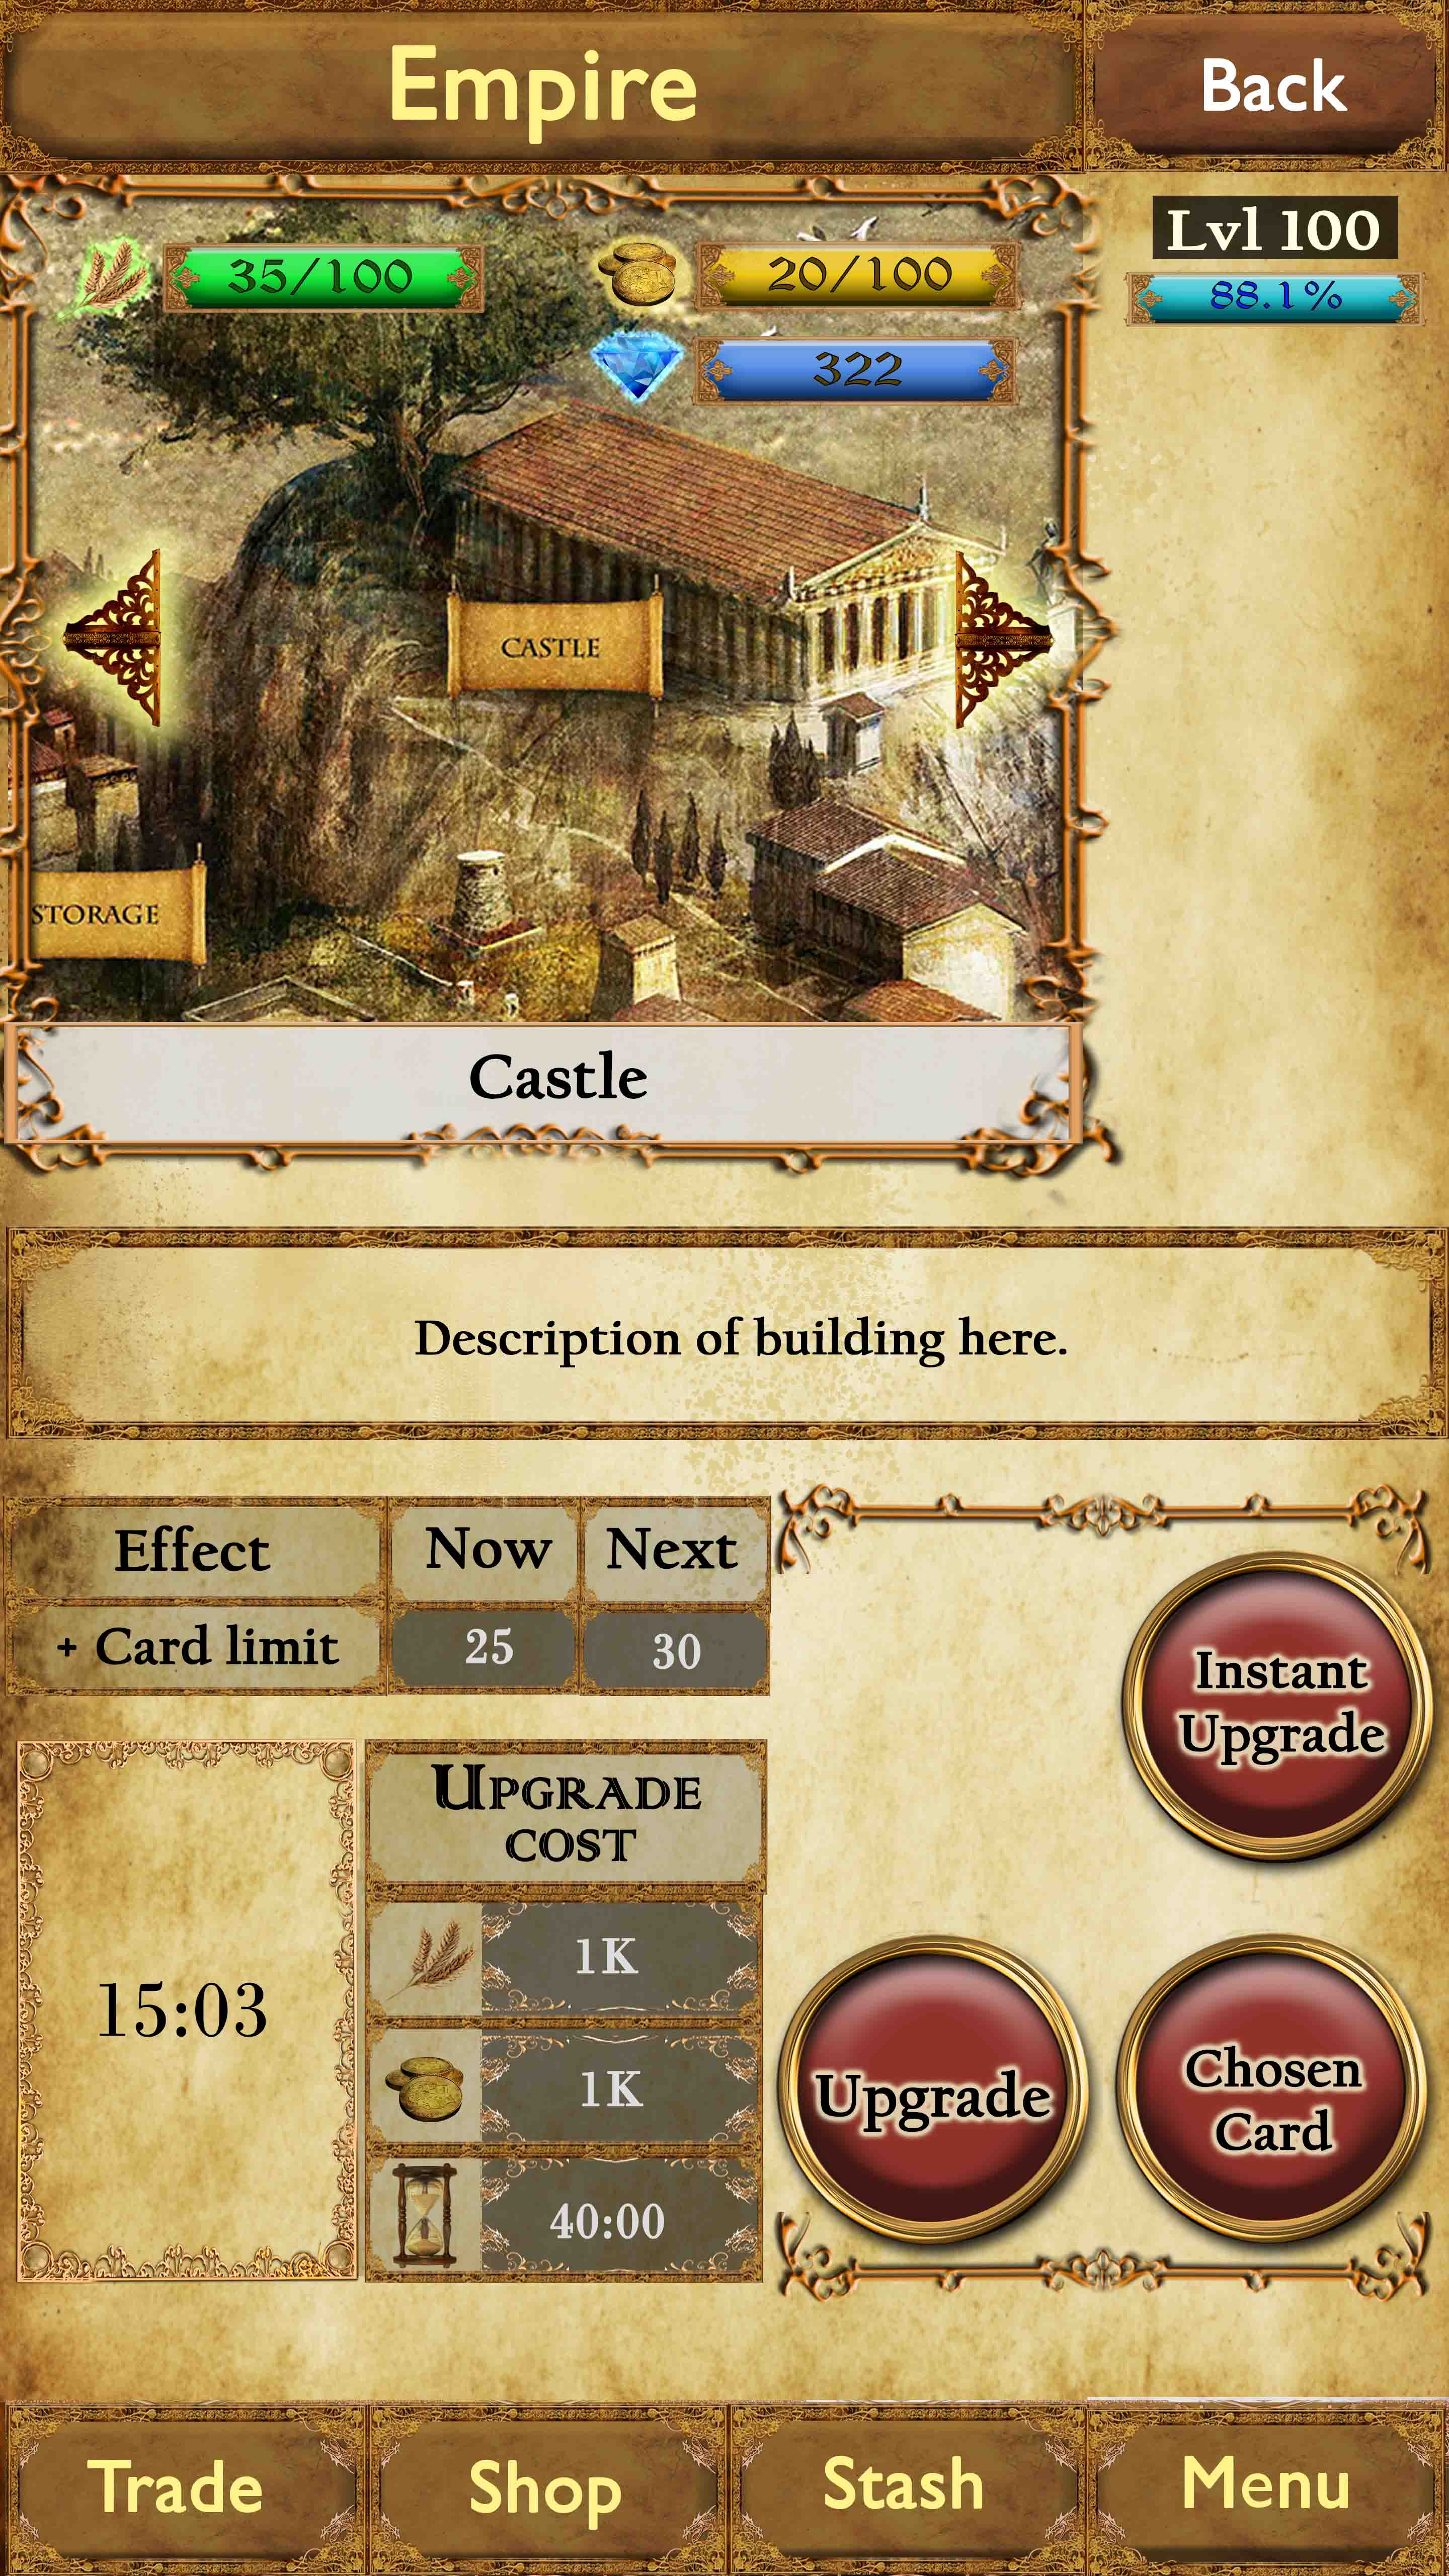 Empire
Back
Lvl 100
35/100
20/100
88.1%
322
CASTLE
STORAGE
Castle
Description of building here.
Effect
Now
Next
+ Card limit
25
30
Instant
Upgrade
UPGRADE
COST
1K
15:03
1K
Upgrade
Chosen
Card
40:00
Trade
Shop
Stash
Menu